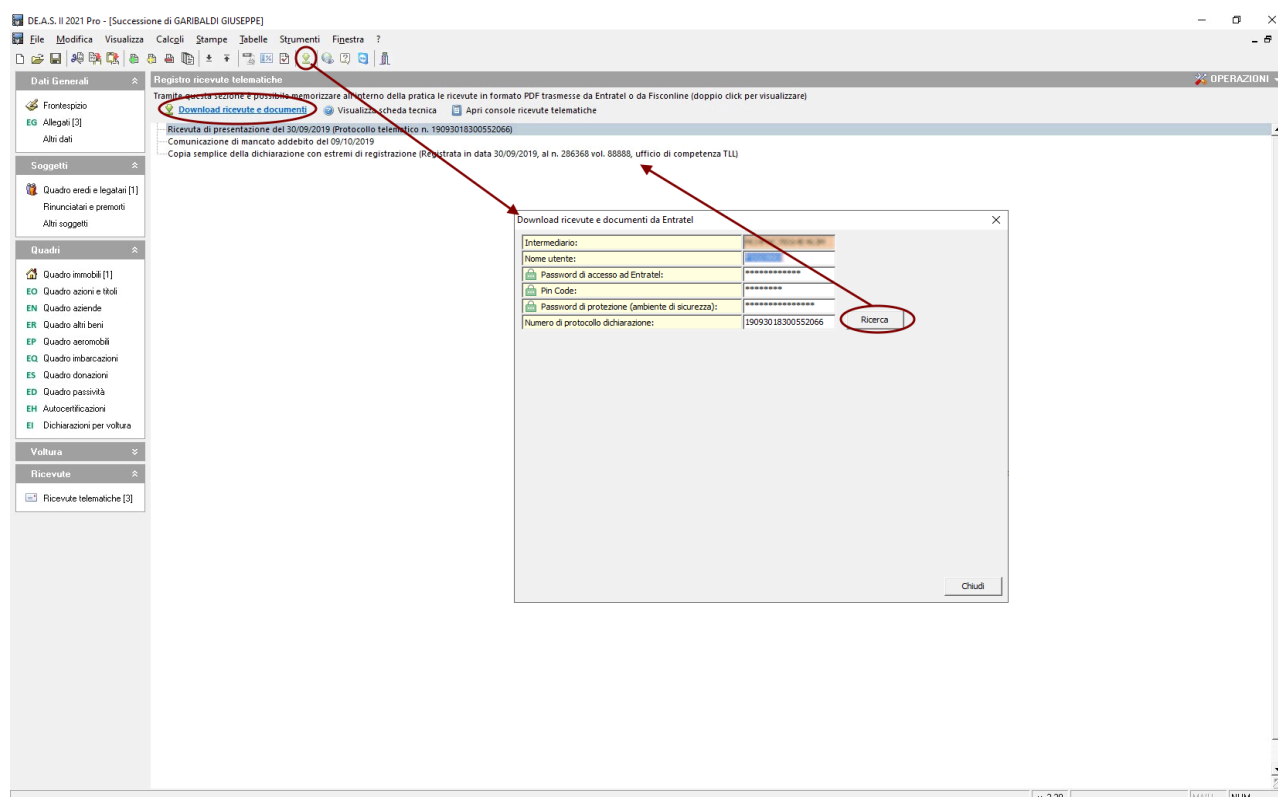 DE.A.S. II 2021 Pro - [Successione di GARIBALDI GIUSEPPE]
File Modifica Visualizza Calcoli Stampe Tabelle Strumenti Finestra ?
Dati Generali
Frontespizio
EG Allegati [3]
Altri dati
Soggetti
Quadro eredi e legatari [1]
Rinunciatari e premorti
Altri soggetti
Quadri
Quadro immobili [1]
EO Quadro azioni e titoli
EN Quadro aziende
ER Quadro altri beni
EP Quadro aeromobili
EQ Quadro imbarcazioni
ES Quadro donazioni
ED Quadro passività
EH Autocertificazioni
EI Dichiarazioni per voltura
Voltura
Ricevute
Ricevute telematiche [3]
Registro ricevute telematiche
OPERAZIONI
Tramite questa sezione è possibile memorizzare all'interno della pratica le ricevute in formato PDF trasmesse da Entratel o da Fisconline (doppio click per visualizzare)
Download ricevute e documenti Visualizza scheda tecnica Apri console ricevute telematiche
Ricevuta di presentazione del 30/09/2019 (Protocollo telematico n. 19093018300552066)
Comunicazione di mancato addebito del 09/10/2019
Copia semplice della dichiarazione con estremi di registrazione (Registrata in data 30/09/2019, al n. 286368 vol. 88888, ufficio di competenza TLL)
Download ricevute e documenti da Entratel
Intermediario:
Nome utente:
Password di accesso ad Entratel: ************
Pin Code: ********
Password di protezione (ambiente di sicurezza): ***************
Numero di protocollo dichiarazione: 19093018300552066 Ricerca
Chiudi